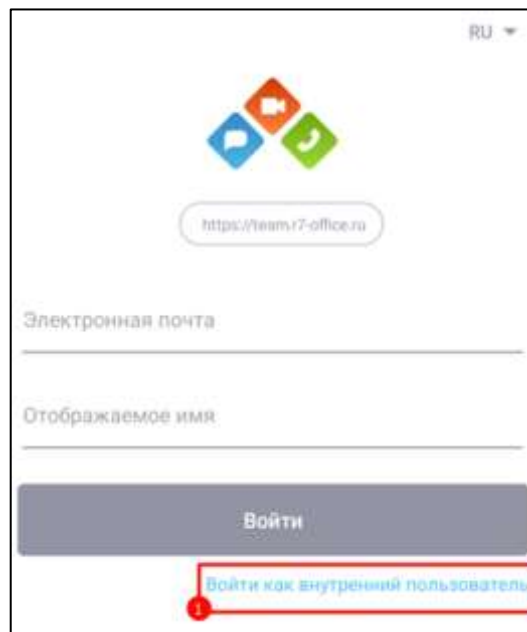 RU
https://team.r7-office.ru
Электронная почта
Отображаемое имя
Войти
Войти как внутренний пользователь
1